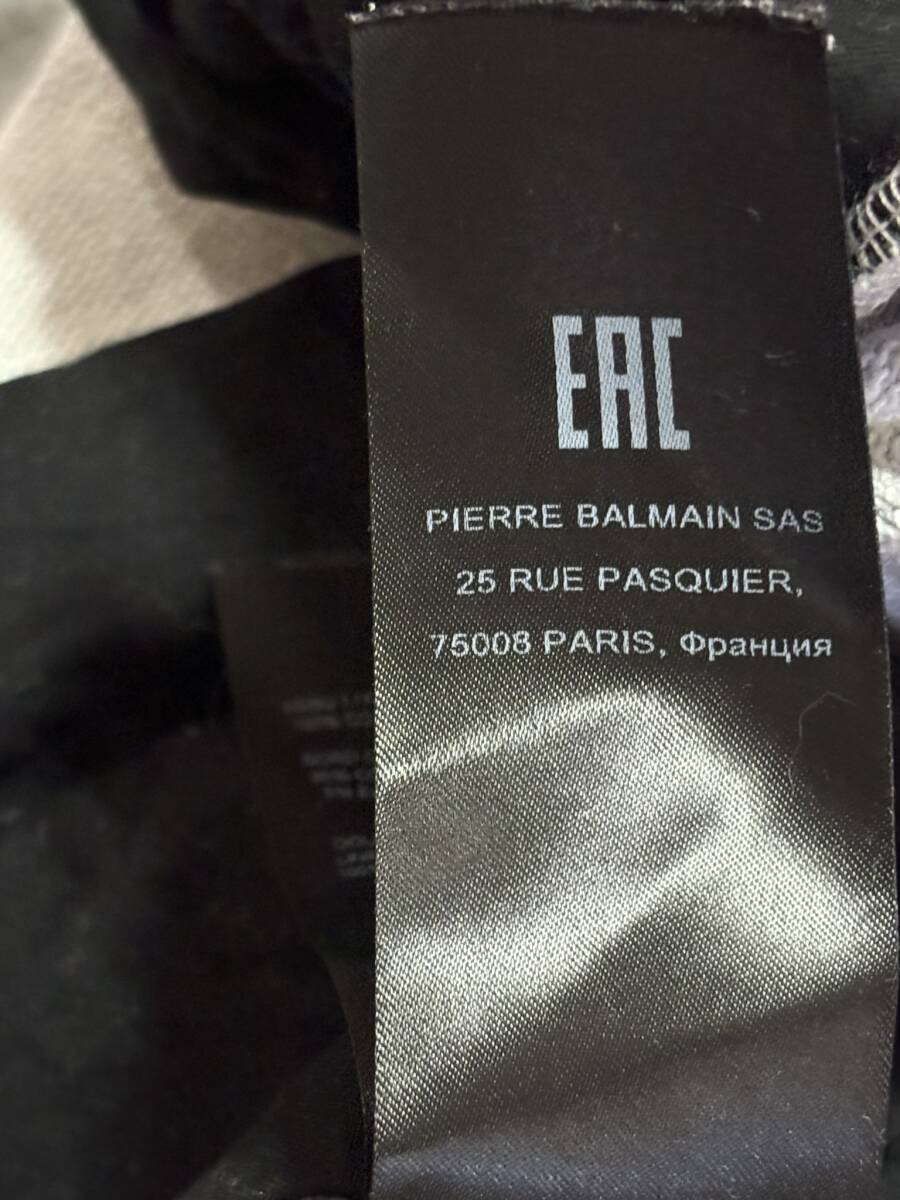 EAC
PIERRE BALMAIN SAS
25 RUE PASQUIER,
75008 PARIS, Франция